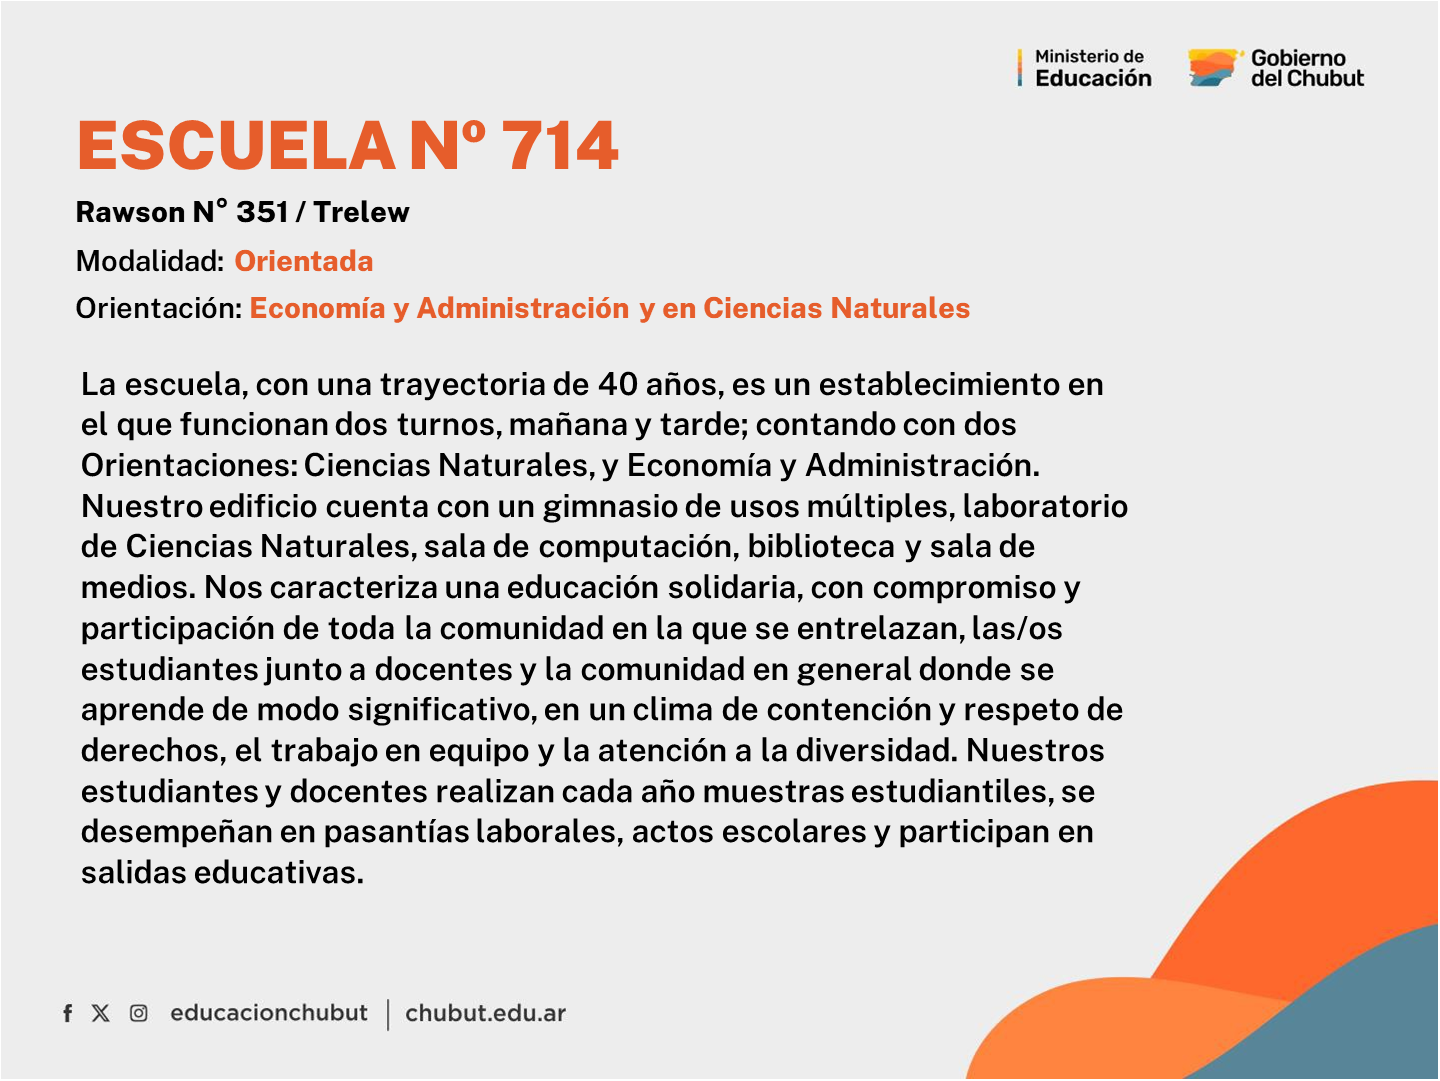 Ministerio de
Educación
Gobierno
del Chubut
ESCUELA Nº 714
Rawson N° 351 / Trelew
Modalidad: Orientada
Orientación: Economía y Administración y en Ciencias Naturales
La escuela, con una trayectoria de 40 años, es un establecimiento en
el que funcionan dos turnos, mañana y tarde; contando con dos
Orientaciones: Ciencias Naturales, y Economía y Administración.
Nuestro edificio cuenta con un gimnasio de usos múltiples, laboratorio
de Ciencias Naturales, sala de computación, biblioteca y sala de
medios. Nos caracteriza una educación solidaria, con compromiso y
participación de toda la comunidad en la que se entrelazan, las/os
estudiantes junto a docentes y la comunidad en general donde se
aprende de modo significativo, en un clima de contención y respeto de
derechos, el trabajo en equipo y la atención a la diversidad. Nuestros
estudiantes y docentes realizan cada año muestras estudiantiles, se
desempeñan en pasantías laborales, actos escolares y participan en
salidas educativas.
educacionchubut | chubut.edu.ar